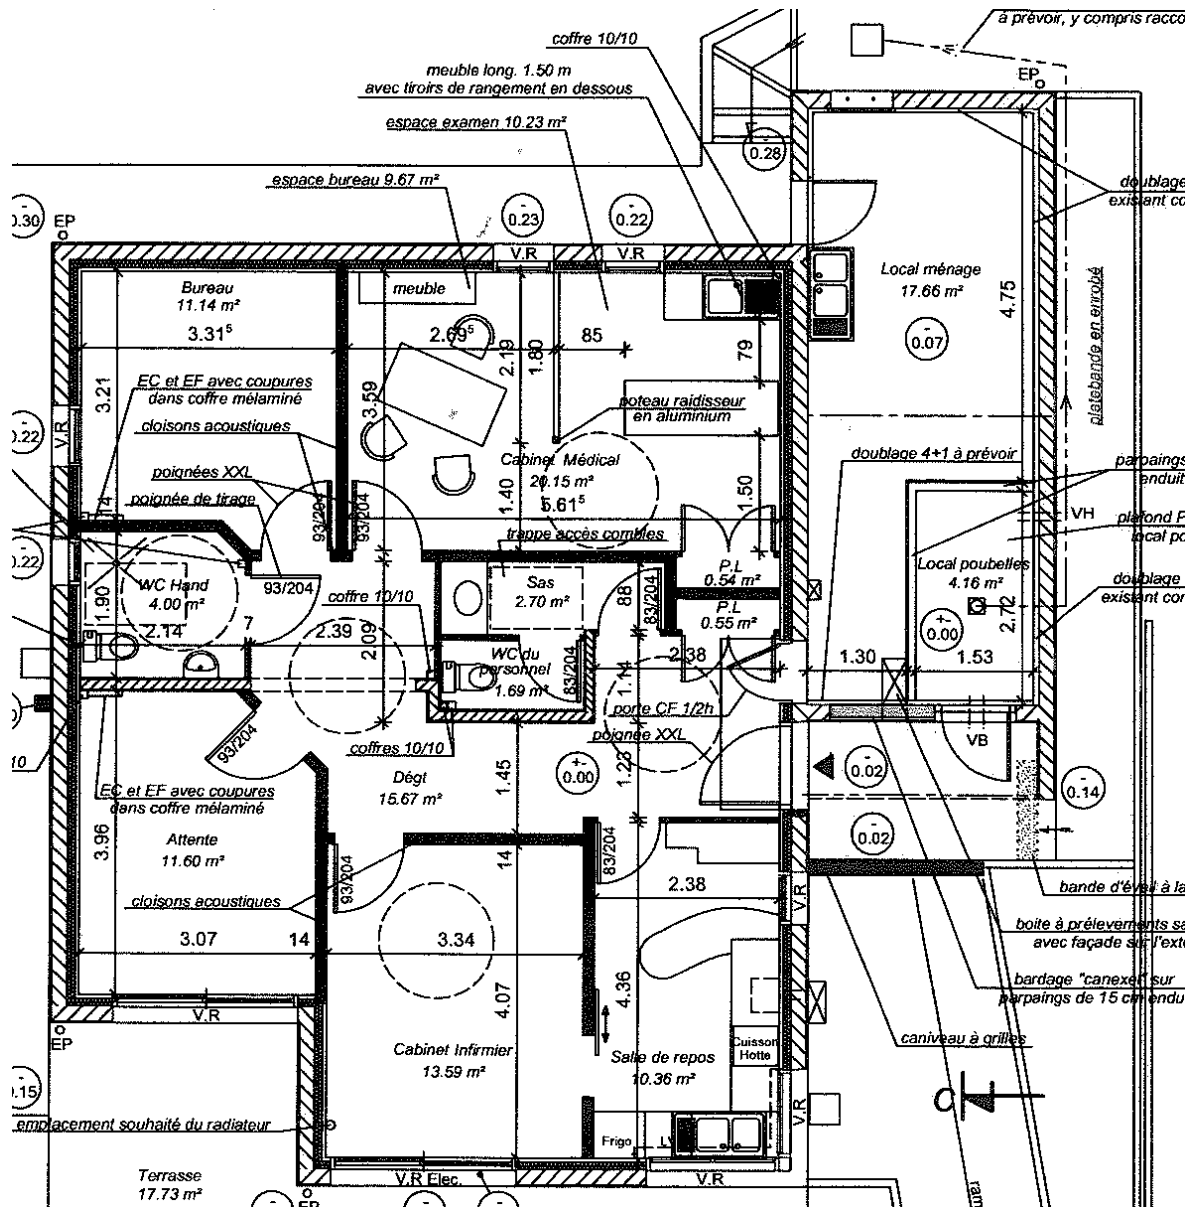 à prévoir, y compris racco
coffre 10/10
meuble long. 1.50 m
avec tiroirs de rangement en dessous
EP
espace examen 10.23 m²
0.28
espace bureau 9.67 m²
doublage
existant co
0.30
EP
0.23
0.22
V.R
V.R
Bureau
11.14 m²
meuble
Local ménage
17.66 m²
4.75
platebande en enrobé
3.31⁵
2.69⁵
2.19
1.80
85
79
0.07
3.21
EC et EF avec coupures
dans coffre mélaminé
3.59
poteau raidisseur
en aluminium
0.22
V.R
cloisons acoustiques
Cabinet Médical
20.15 m²
5.61⁵
doublage 4+1 à prévoir
parpaings
enduit
poignées XXL
poignée de tirage
14
93/204
93/204
1.40
1.50
VH
plafond
trappe accès combles
local
0.22
WC Hand
4.00 m²
93/204
coffre 10/10
Sas
2.70 m²
88
83/204
P.L
0.54 m²
P.L
0.55 m²
Local poubelles
4.16 m²
doublage
existant con
1.90
2.14
7
2.39
2.09
+-
0.00
2.72
WC du
personnel
1.69 m²
83/204
1.14
2.38
1.30
1.53
porte CF 1/2h
poignée XXL
93/204
coffres 10/10
10
VB
Dégt
15.67 m²
1.45
+-
0.00
1.23
0.02
0.14
EC et EF avec coupures
dans coffre mélaminé
Attente
11.60 m²
3.96
0.02
93/204
14
83/204
cloisons acoustiques
2.38
V.R
bande d'éveil à la
3.07
14
3.34
boite à prélevements sa
avec façade sur l'exté
4.07
4.36
bardage "canexel" sur
parpaings de 15 cm endu
V.R
EP
Cabinet Infirmier
13.59 m²
Salle de repos
10.36 m²
Cuisson
Hotte
caniveau à grilles
0.15
C
emplacement souhaité du radiateur
V.R
Frigo
LV
Terrasse
17.73 m²
V.R Elec.
V.R
EP
ram